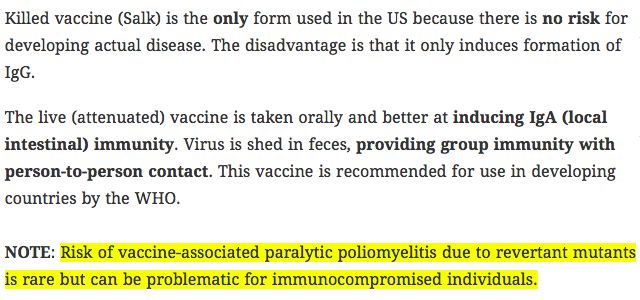 Killed vaccine (Salk) is the only form used in the US because there is no risk for
developing actual disease. The disadvantage is that it only induces formation of
IgG.
The live (attenuated) vaccine is taken orally and better at inducing IgA (local
intestinal) immunity. Virus is shed in feces, providing group immunity with
person-to-person contact. This vaccine is recommended for use in developing
countries by the WHO.
NOTE: Risk of vaccine-associated paralytic poliomyelitis due to revertant mutants
is rare but can be problematic for immunocompromised individuals.